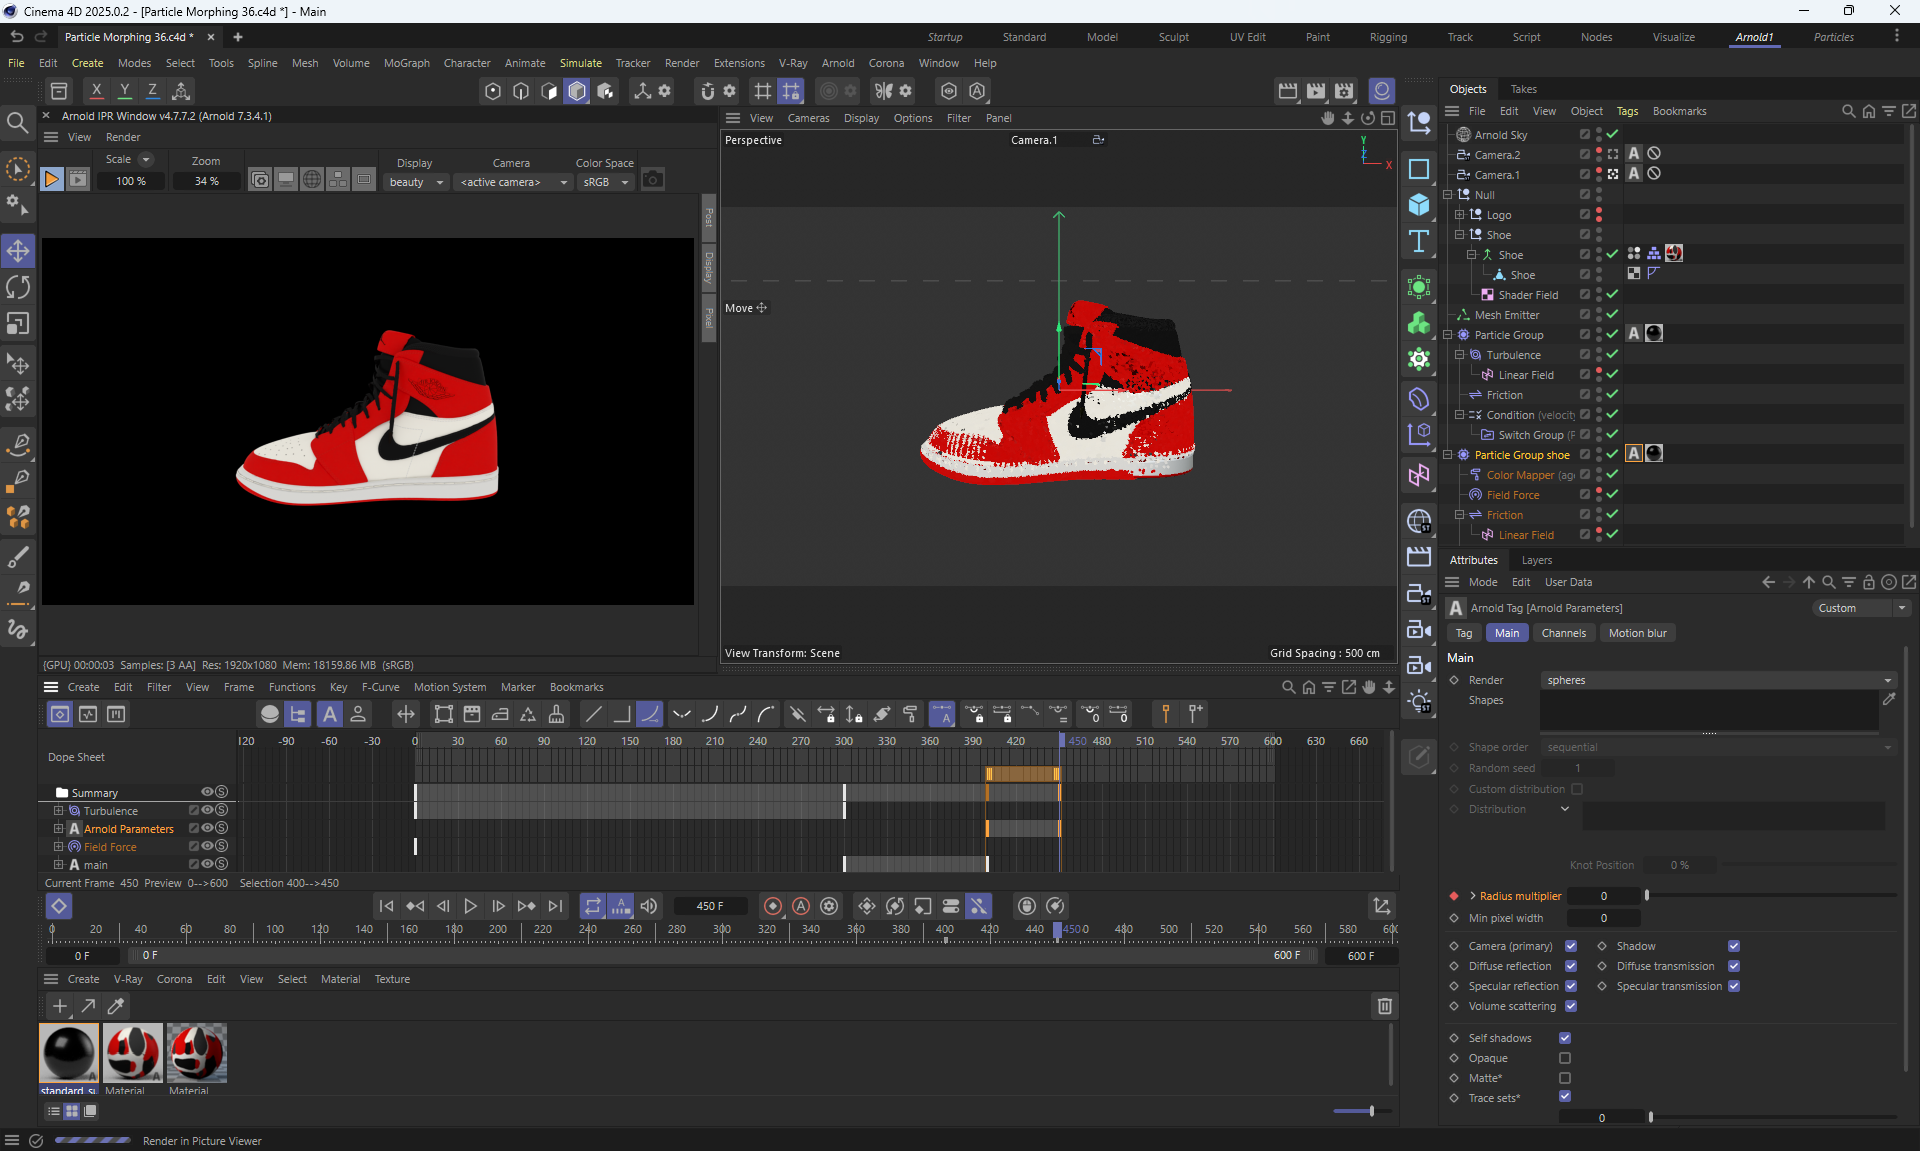 Cinema 4D 2025.0.2 - [Particle Morphing 36.c4d *] - Main
Particle Morphing 36.c4d *
Startup Standard Model Sculpt UV Edit Paint Rigging Track Script Nodes Visualize Arnold1 Particles
File Edit Create Modes Select Tools Spline Mesh Volume MoGraph Character Animate Simulate Tracker Render Extensions V-Ray Arnold Corona Window Help
X Y Z
Arnold IPR Window v4.7.7.2 (Arnold 7.3.4.1)
View Render
Scale Zoom Display Camera Color Space
100 % 34 % beauty <active camera> sRGB
Post
Display
Pixel
{GPU} 00:00:03 Samples: [3 AA] Res: 1920x1080 Mem: 18159.86 MB (sRGB)
View Cameras Display Options Filter Panel
Perspective
Camera.1
Y
Z
X
Move
View Transform: Scene
Grid Spacing : 500 cm
Objects Takes
File Edit View Object Tags Bookmarks
Arnold Sky
Camera.2
Camera.1
Null
Logo
Shoe
Shoe
Shoe
Shader Field
Mesh Emitter
Particle Group
Turbulence
Linear Field
Friction
Condition (velocity
Switch Group (F
Particle Group shoe
Color Mapper (ag
Field Force
Friction
Linear Field
Attributes Layers
Mode Edit User Data
Arnold Tag [Arnold Parameters]
Custom
Tag Main Channels Motion blur
Main
Render spheres
Shapes
Shape order sequential
Random seed 1
Custom distribution
Distribution
Knot Position 0 %
Radius multiplier 0
Min pixel width 0
Camera (primary) Shadow
Diffuse reflection Diffuse transmission
Specular reflection Specular transmission
Volume scattering
Self shadows
Opaque
Matte*
Trace sets*
0
Create Edit Filter View Frame Functions Key F-Curve Motion System Marker Bookmarks
Dope Sheet
120 -90 -60 -30 0 30 60 90 120 150 180 210 240 270 300 330 360 390 420 450 480 510 540 570 600 630 660
Summary
Turbulence
Arnold Parameters
Field Force
main
Current Frame 450 Preview 0-->600 Selection 400-->450
450 F
0 20 40 60 80 100 120 140 160 180 200 220 240 260 280 300 320 340 360 380 400 420 440 450 460 480 500 520 540 560 580 600
0 F 0 F 600 F 600 F
Create V-Ray Corona Edit View Select Material Texture
standard_su Material Material
Render in Picture Viewer